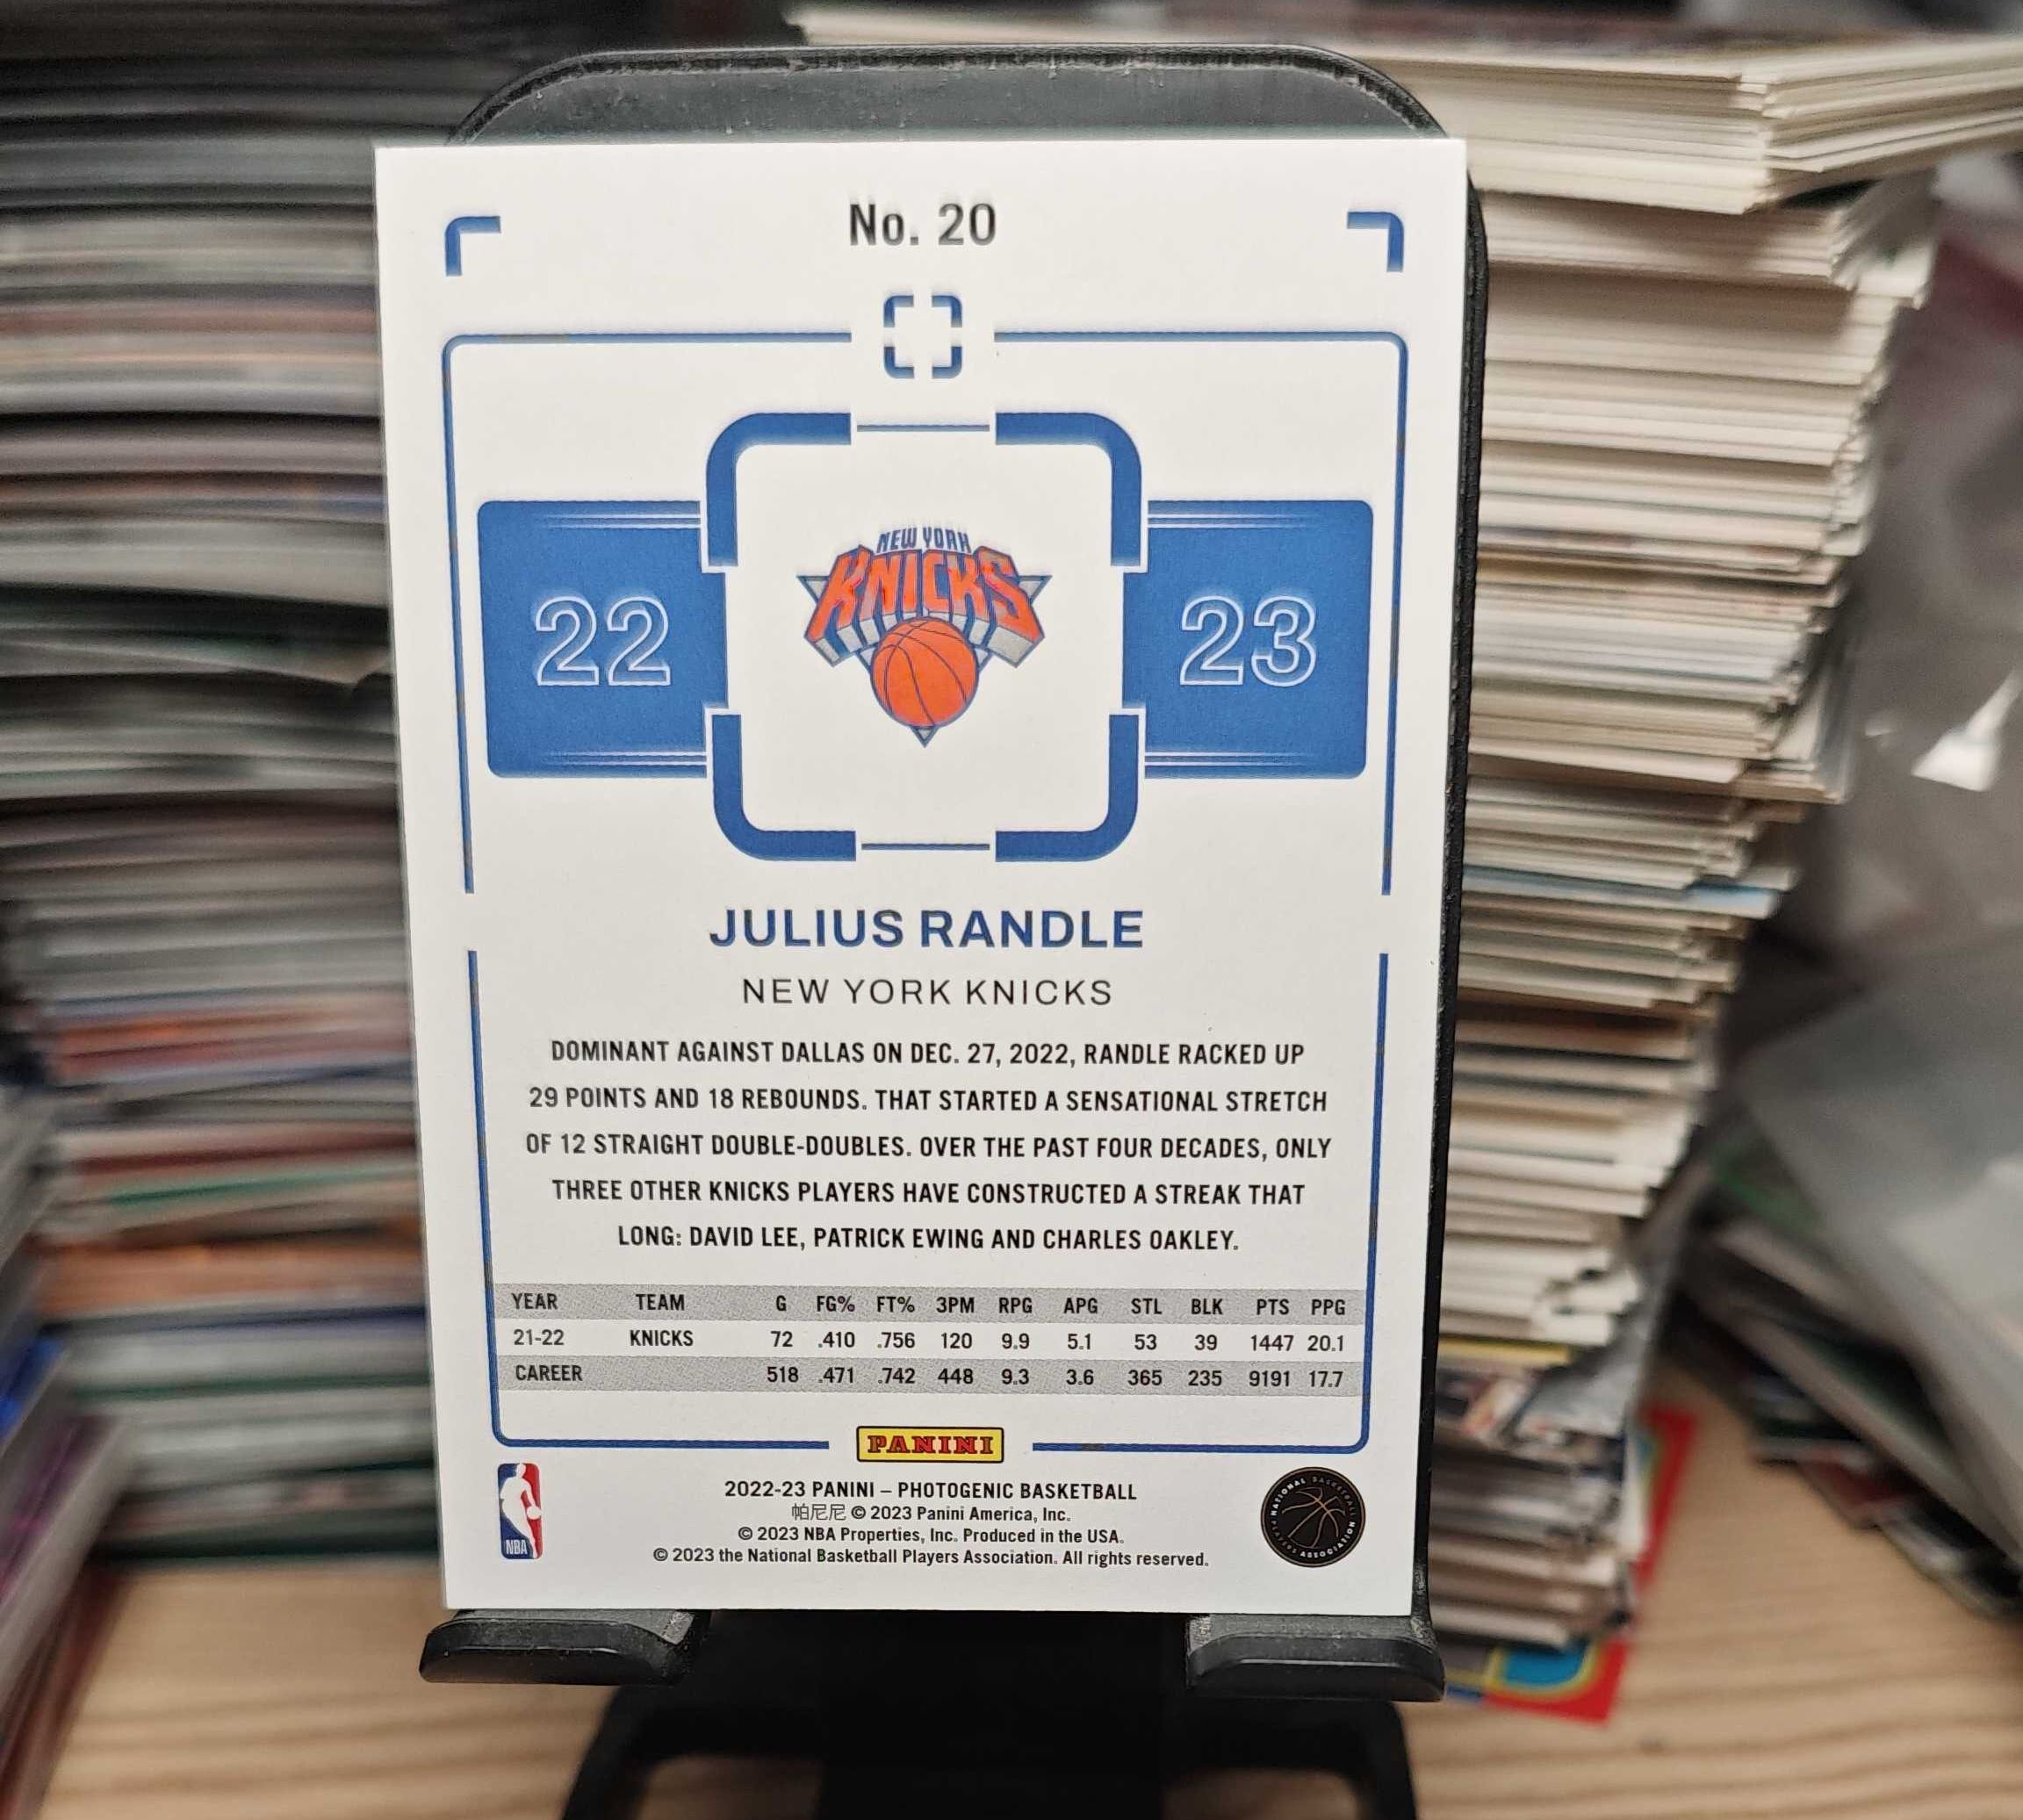 No. 20
22
NEW YORK
KNICKS
23
JULIUS RANDLE
NEW YORK KNICKS
DOMINANT AGAINST DALLAS ON DEC. 27, 2022, RANDLE RACKED UP
29 POINTS AND 18 REBOUNDS. THAT STARTED A SENSATIONAL STRETCH
OF 12 STRAIGHT DOUBLE-DOUBLES. OVER THE PAST FOUR DECADES, ONLY
THREE OTHER KNICKS PLAYERS HAVE CONSTRUCTED A STREAK THAT
LONG: DAVID LEE, PATRICK EWING AND CHARLES OAKLEY.
YEAR TEAM G FG% FT% 3PM RPG APG STL BLK PTS PPG
21-22 KNICKS 72 .410 .756 120 9.9 5.1 53 39 1447 20.1
CAREER 518 .471 .742 448 9.3 3.6 365 235 9191 17.7
PANINI
2022-23 PANINI – PHOTOGENIC BASKETBALL
帕尼尼 © 2023 Panini America, Inc.
© 2023 NBA Properties, Inc. Produced in the USA.
© 2023 the National Basketball Players Association. All rights reserved.
NBA
NATIONAL BASKETBALL PLAYERS ASSOCIATION